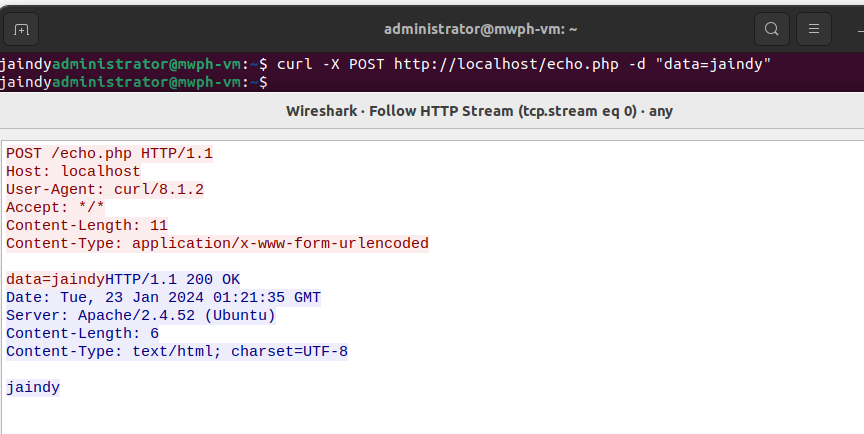 administrator@mwph-vm: ~
jaindyadministrator@mwph-vm:~$ curl -X POST http://localhost/echo.php -d "data=jaindy"
jaindyadministrator@mwph-vm:~$
Wireshark · Follow HTTP Stream (tcp.stream eq 0) · any
POST /echo.php HTTP/1.1
Host: localhost
User-Agent: curl/8.1.2
Accept: */*
Content-Length: 11
Content-Type: application/x-www-form-urlencoded
data=jaindyHTTP/1.1 200 OK
Date: Tue, 23 Jan 2024 01:21:35 GMT
Server: Apache/2.4.52 (Ubuntu)
Content-Length: 6
Content-Type: text/html; charset=UTF-8
jaindy